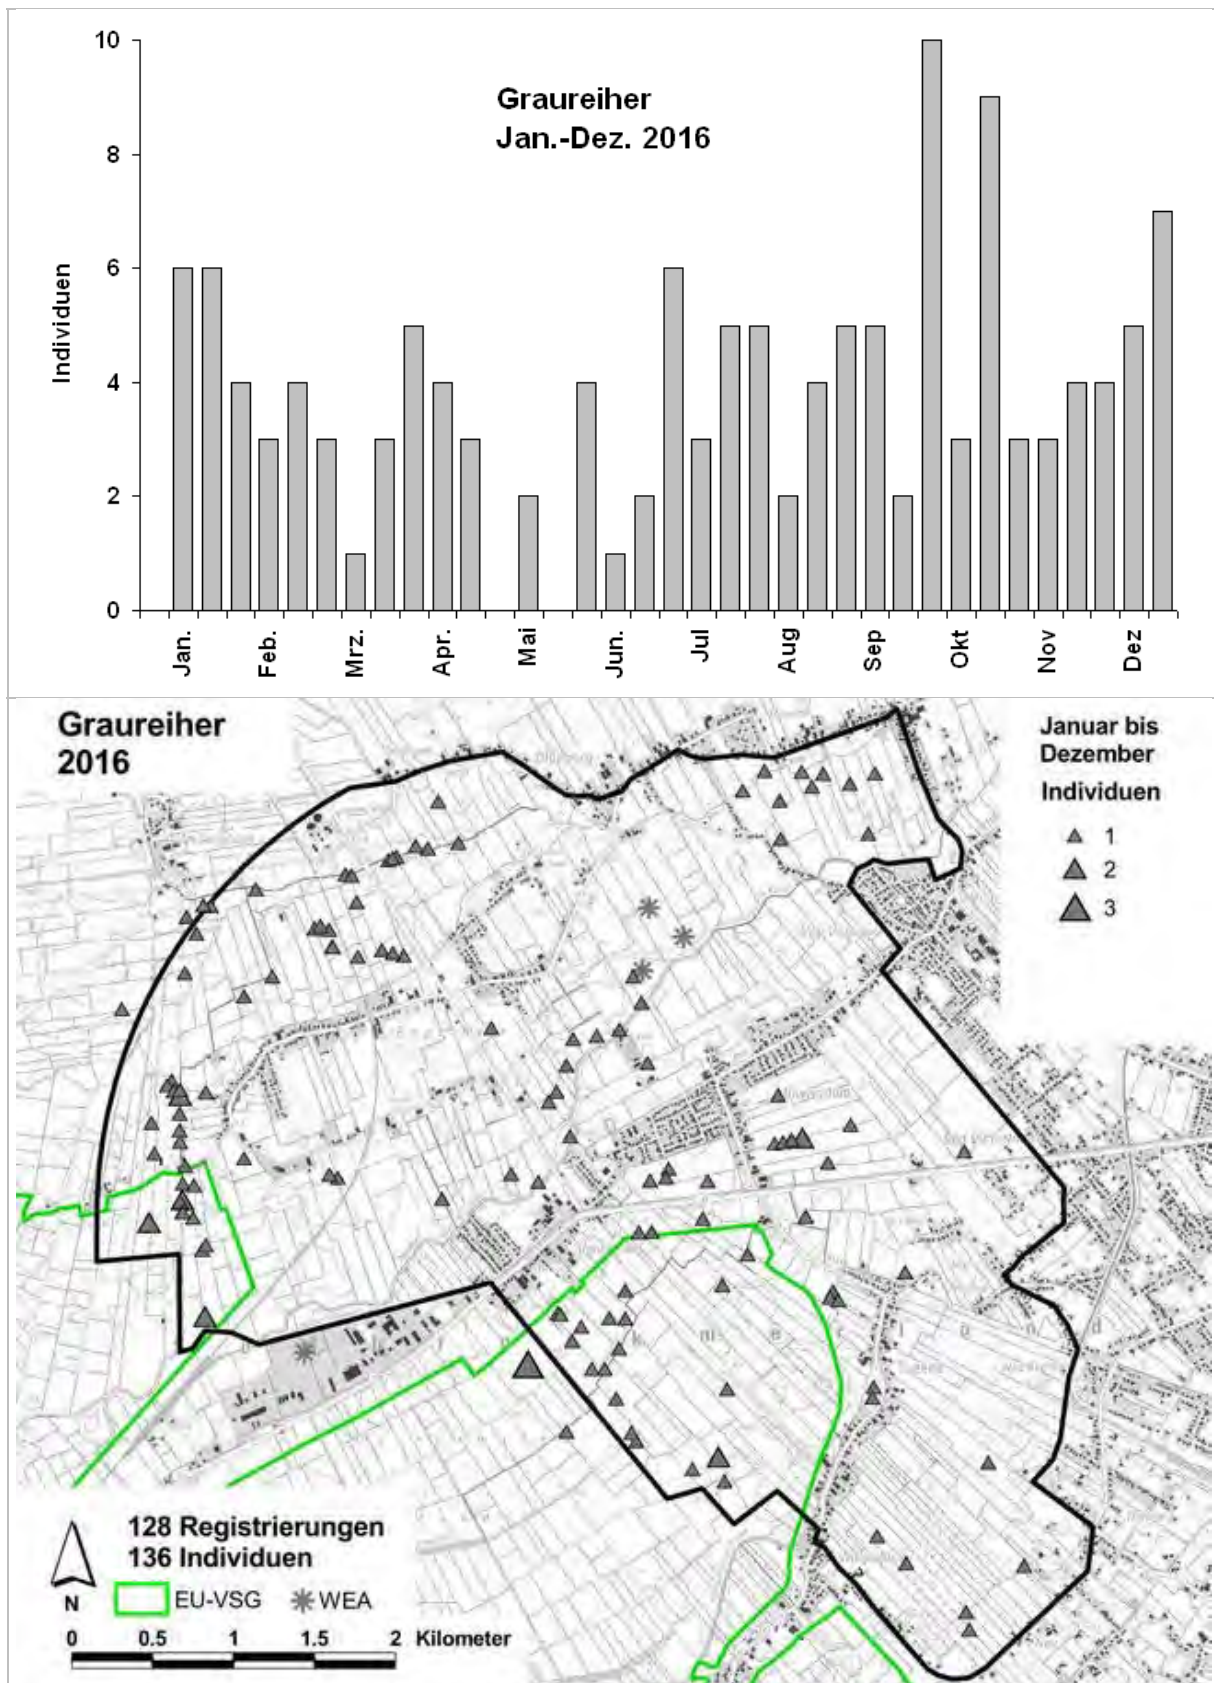 10
8
6
4
2
0
Individuen
Graureiher
Jan.-Dez. 2016
Jan.
Feb.
Mrz.
Apr.
Mai
Jun.
Jul
Aug
Sep
Okt
Nov
Dez
Graureiher
2016
Januar bis
Dezember
Individuen
1
2
3
128 Registrierungen
136 Individuen
EU-VSG
WEA
N
0 0.5 1 1.5 2 Kilometer